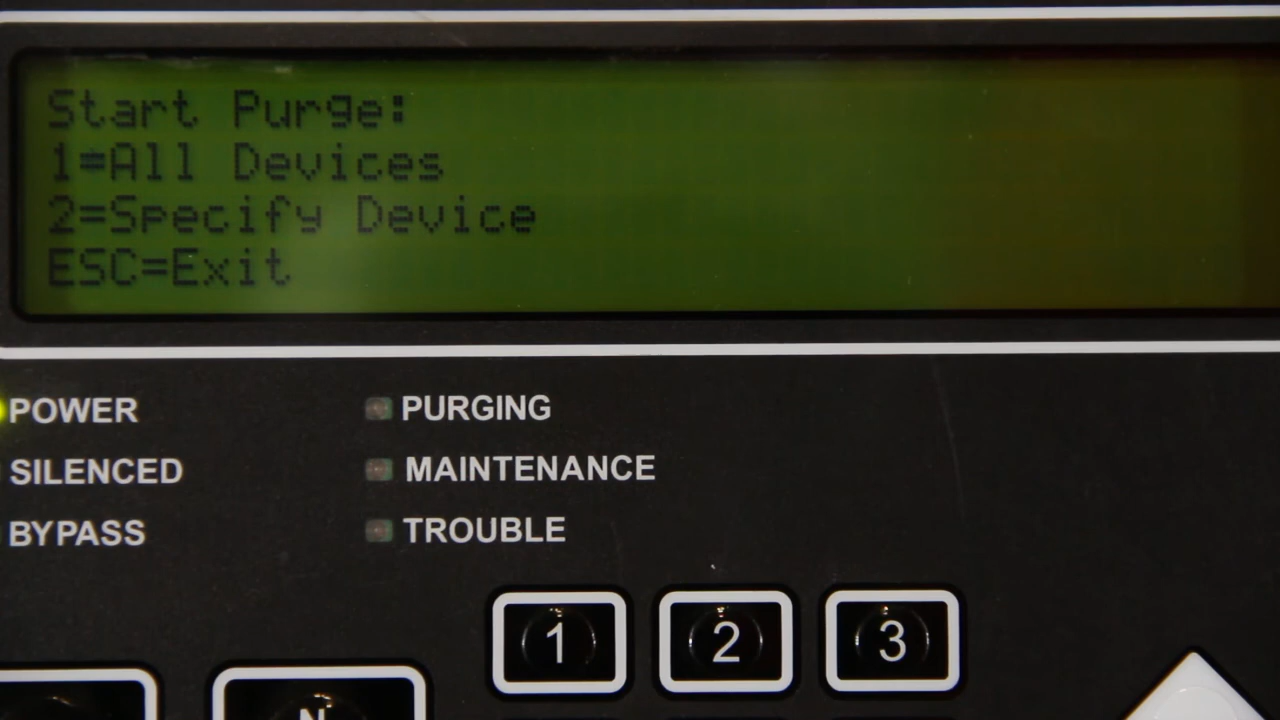 Start Purge:
1=All Devices
2=Specify Device
ESC=Exit
POWER
PURGING
SILENCED
MAINTENANCE
BYPASS
TROUBLE
1
2
3
N